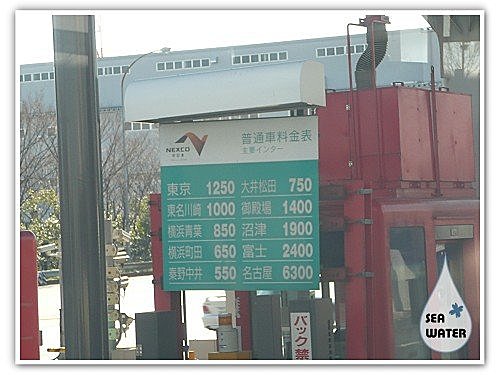 NEXCO
中日本
普通車料金表
主要インター
東京 1250 大井松田 750
東名川崎 1000 御殿場 1400
横浜青葉 850 沼津 1900
横浜町田 650 富士 2400
秦野中井 550 名古屋 6300
バック禁
SEA
WATER